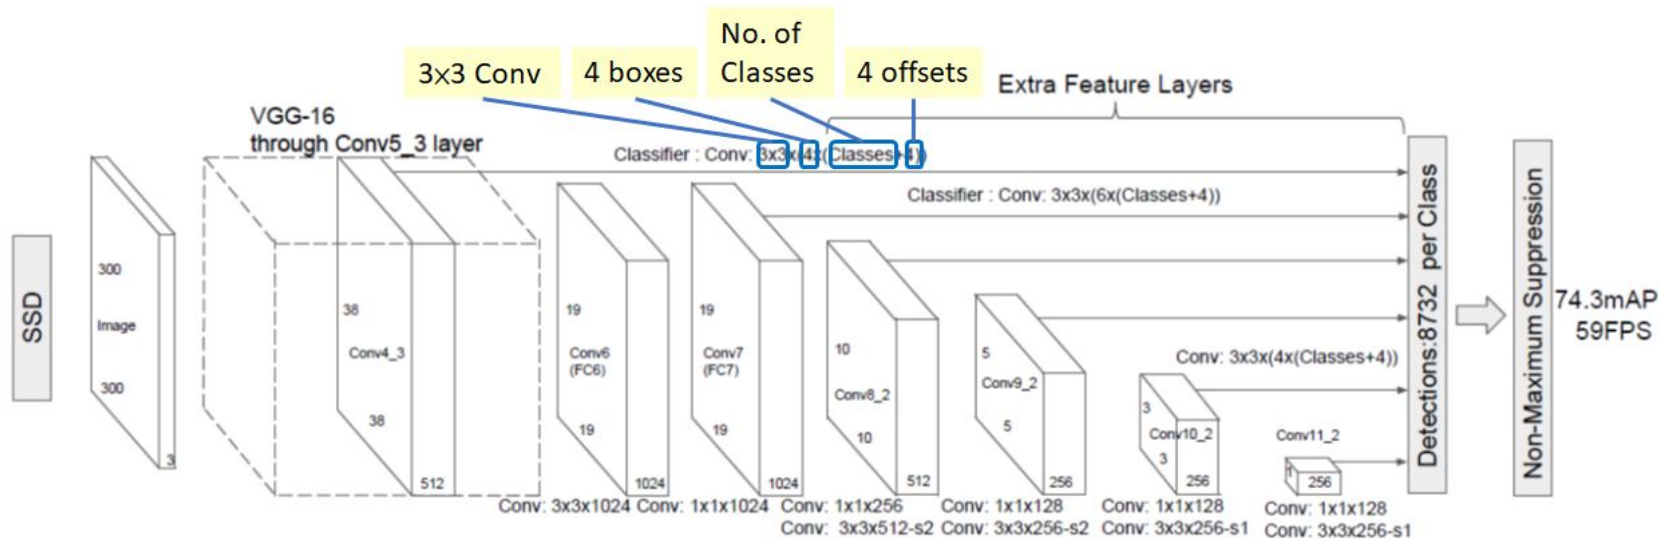 3×3 Conv
4 boxes
No. of
Classes
4 offsets
Extra Feature Layers
VGG-16
through Conv5_3 layer
Classifier : Conv: 3x3x(4x(Classes+4))
Classifier : Conv: 3x3x(6x(Classes+4))
SSD
300
Image
300
3
38
Conv4_3
38
512
19
Conv6
(FC6)
19
1024
19
Conv7
(FC7)
19
1024
10
Conv8_2
10
512
5
Conv9_2
5
256
Conv: 3x3x(4x(Classes+4))
3
Conv10_2
3
256
Conv11_2
1
256
Conv: 3x3x1024
Conv: 1x1x1024
Conv: 1x1x256
Conv: 3x3x512-s2
Conv: 1x1x128
Conv: 3x3x256-s2
Conv: 1x1x128
Conv: 3x3x256-s1
Conv: 1x1x128
Conv: 3x3x256-s1
Detections:8732 per Class
Non-Maximum Suppression
74.3mAP
59FPS